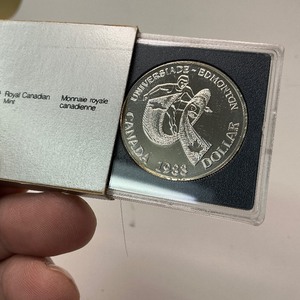 Royal Canadian
Mint
Monnaie royale
canadienne
UNIVERSIADE - EDMONTON
CANADA 1983 DOLLAR